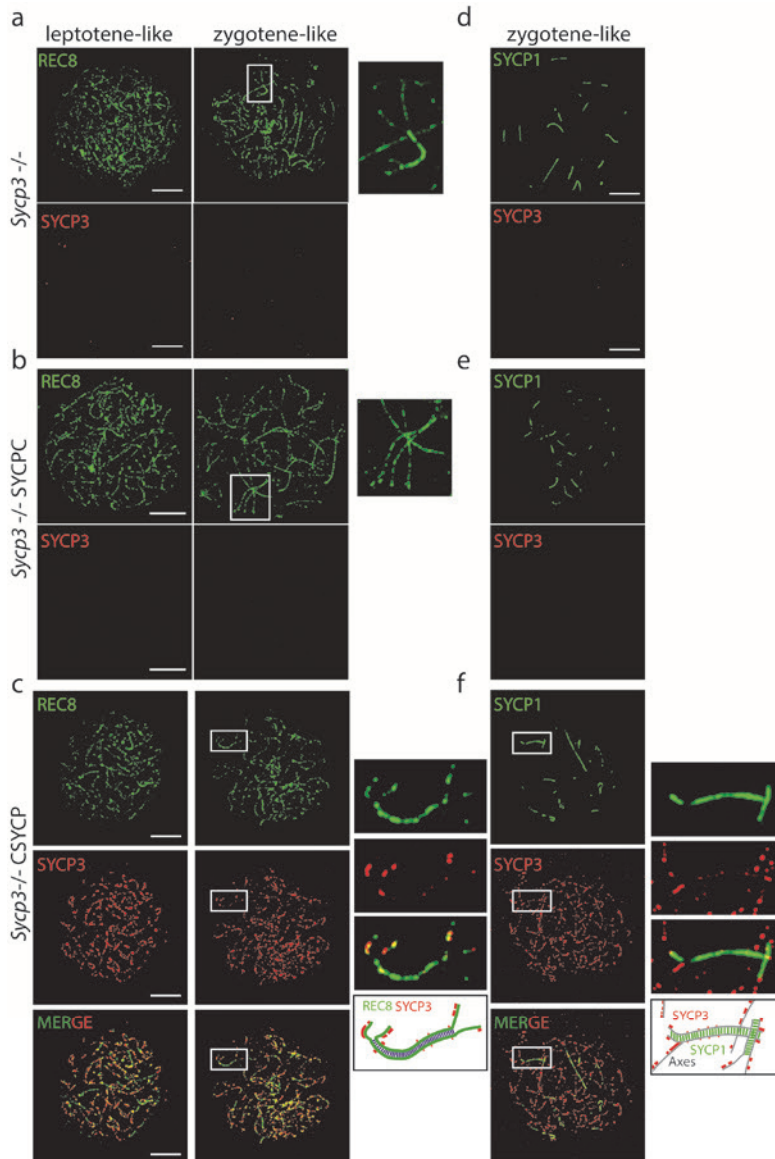 a
leptotene-like
zygotene-like
d
zygotene-like
Sycp3 -/-
REC8
SYCP1
SYCP3
SYCP3
b
e
Sycp3 -/- SYCPC
REC8
SYCP1
SYCP3
SYCP3
c
f
Sycp3-/- CSYCP
REC8
SYCP1
SYCP3
SYCP3
MERGE
REC8 SYCP3
MERGE
SYCP3
SYCP1
Axes